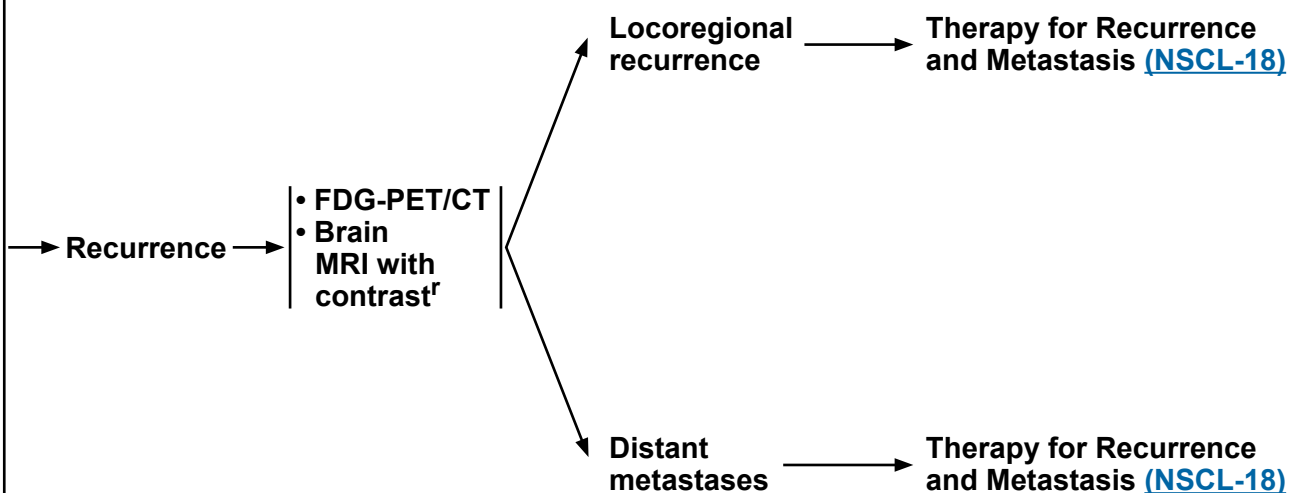 Locoregional
recurrence
Therapy for Recurrence
and Metastasis (NSCL-18)
Recurrence
• FDG-PET/CT
• Brain
MRI with
contrastʳ
Distant
metastases
Therapy for Recurrence
and Metastasis (NSCL-18)